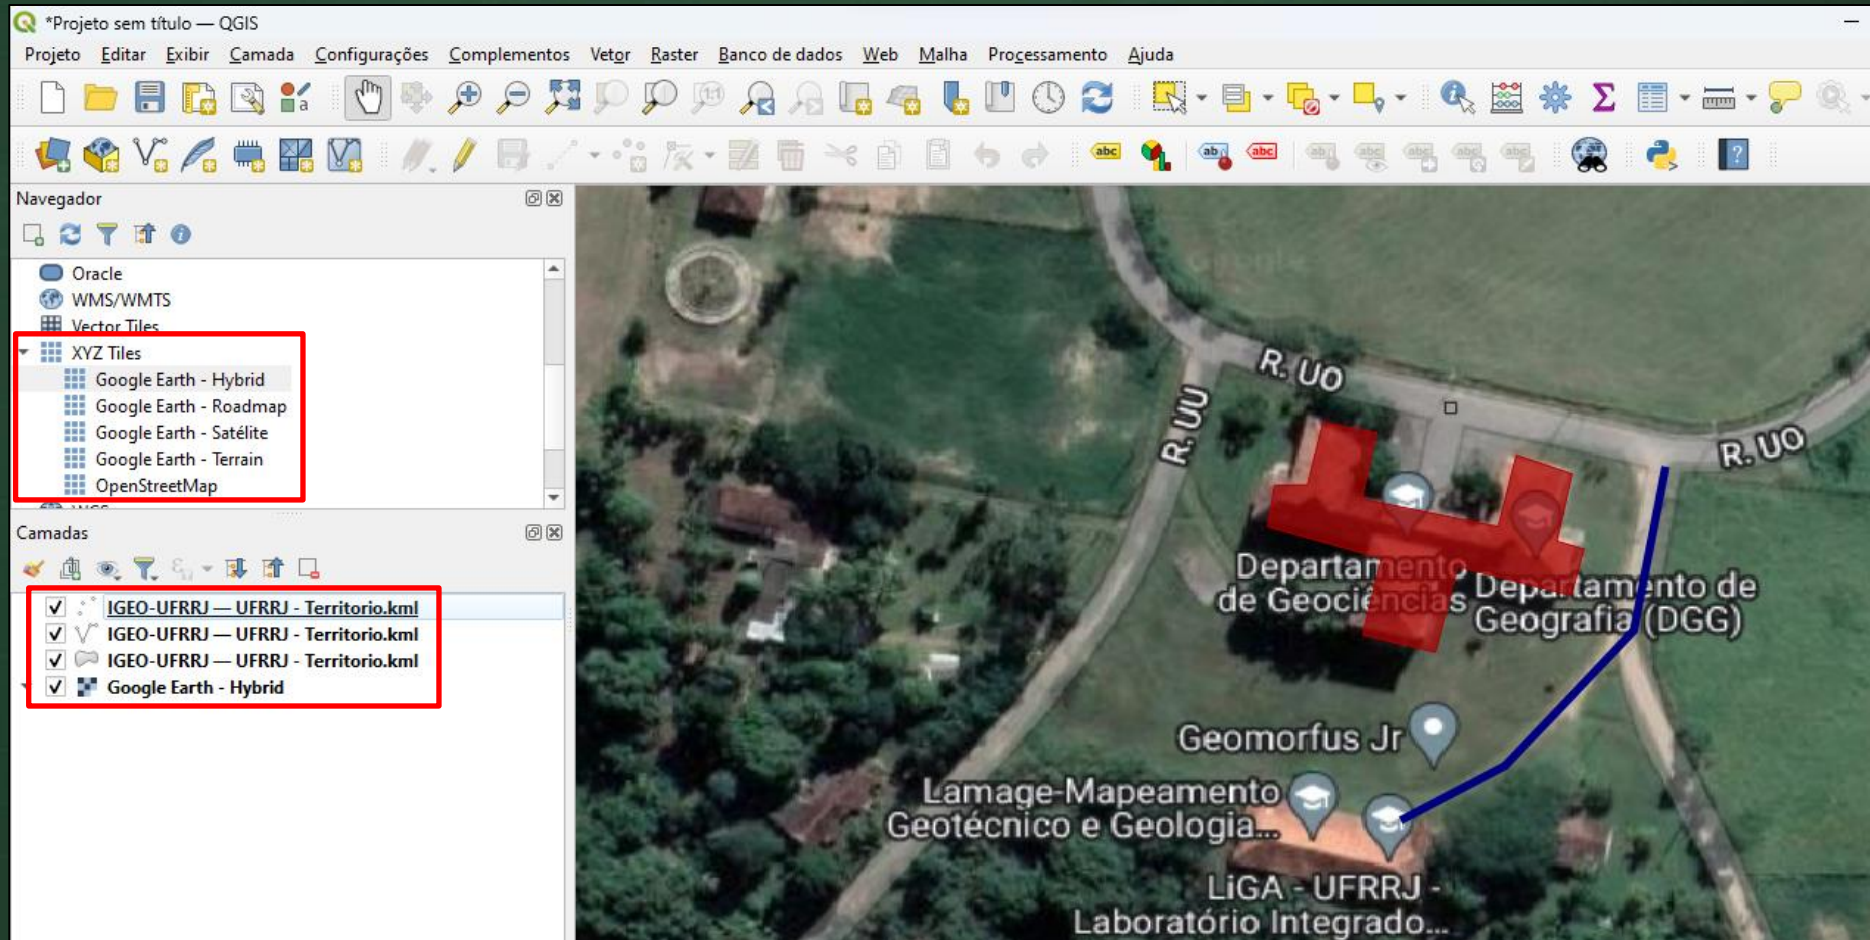 *Projeto sem título — QGIS
Projeto Editar Exibir Camada Configurações Complementos Vetor Raster Banco de dados Web Malha Processamento Ajuda
Navegador
Oracle
WMS/WMTS
Vector Tiles
XYZ Tiles
Google Earth - Hybrid
Google Earth - Roadmap
Google Earth - Satélite
Google Earth - Terrain
OpenStreetMap
Camadas
IGEO-UFRRJ — UFRRJ - Territorio.kml
IGEO-UFRRJ — UFRRJ - Territorio.kml
IGEO-UFRRJ — UFRRJ - Territorio.kml
Google Earth - Hybrid
R. UO
R. UU
R. UO
Departamento
de Geociências
Departamento de
Geografia (DGG)
Geomorfus Jr
Lamage-Mapeamento
Geotécnico e Geologia...
LiGA - UFRRJ -
Laboratório Integrado...